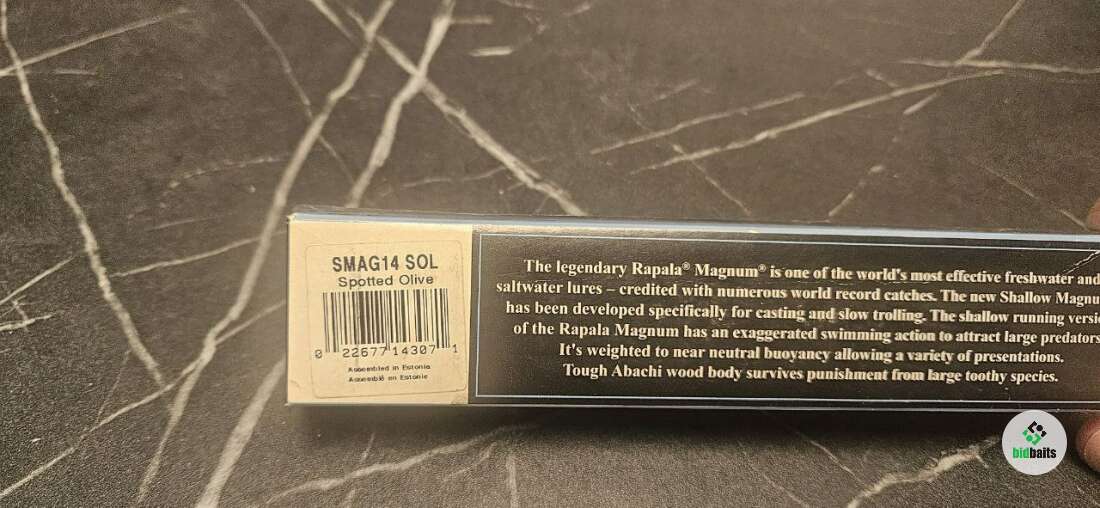 SMAG14 SOL
Spotted Olive
0 22677 14307 1
Assembled in Estonia
Assemblé en Estonie
The legendary Rapala® Magnum® is one of the world's most effective freshwater and
saltwater lures – credited with numerous world record catches. The new Shallow Magnu
has been developed specifically for casting and slow trolling. The shallow running versi
of the Rapala Magnum has an exaggerated swimming action to attract large predators
It's weighted to near neutral buoyancy allowing a variety of presentations.
Tough Abachi wood body survives punishment from large toothy species.
bidbaits